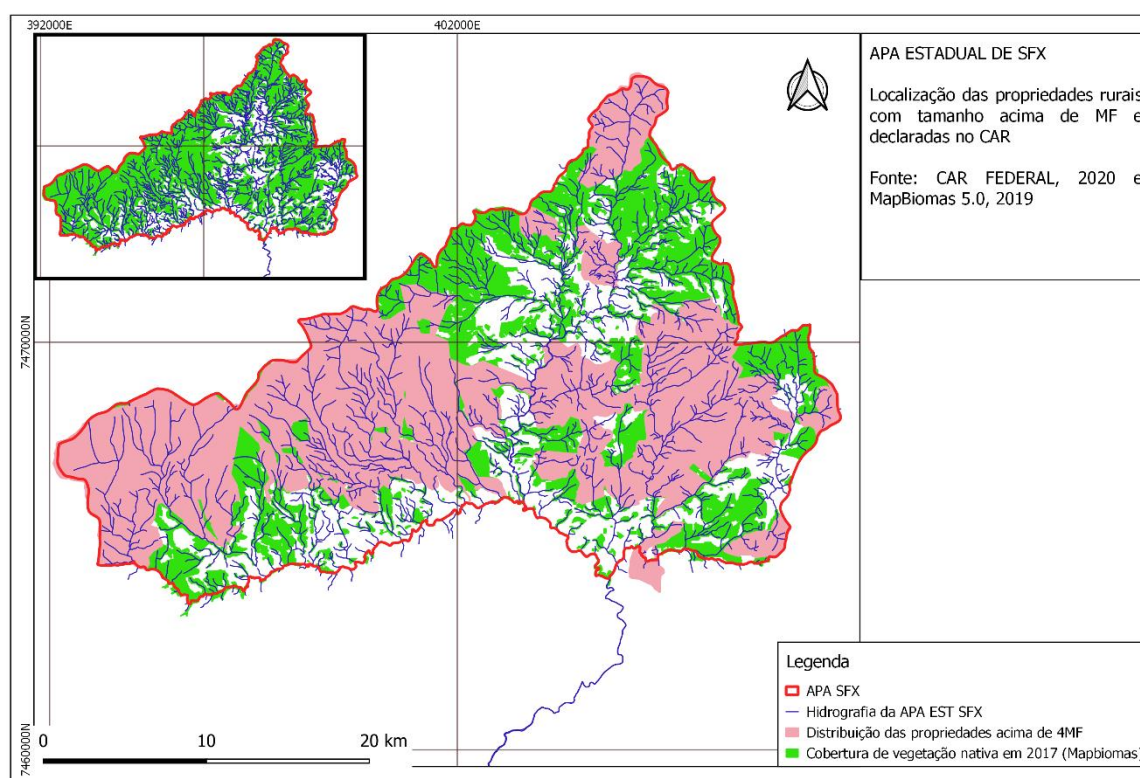 392000E
402000E
APA ESTADUAL DE SFX
Localização das propriedades rurais
com tamanho acima de MF e
declaradas no CAR
Fonte: CAR FEDERAL, 2020 e
MapBiomas 5.0, 2019
7470000N
7460000N
0 10 20 km
Legenda
APA SFX
Hidrografia da APA EST SFX
Distribuição das propriedades acima de 4MF
Cobertura de vegetação nativa em 2017 (Mapbiomas)